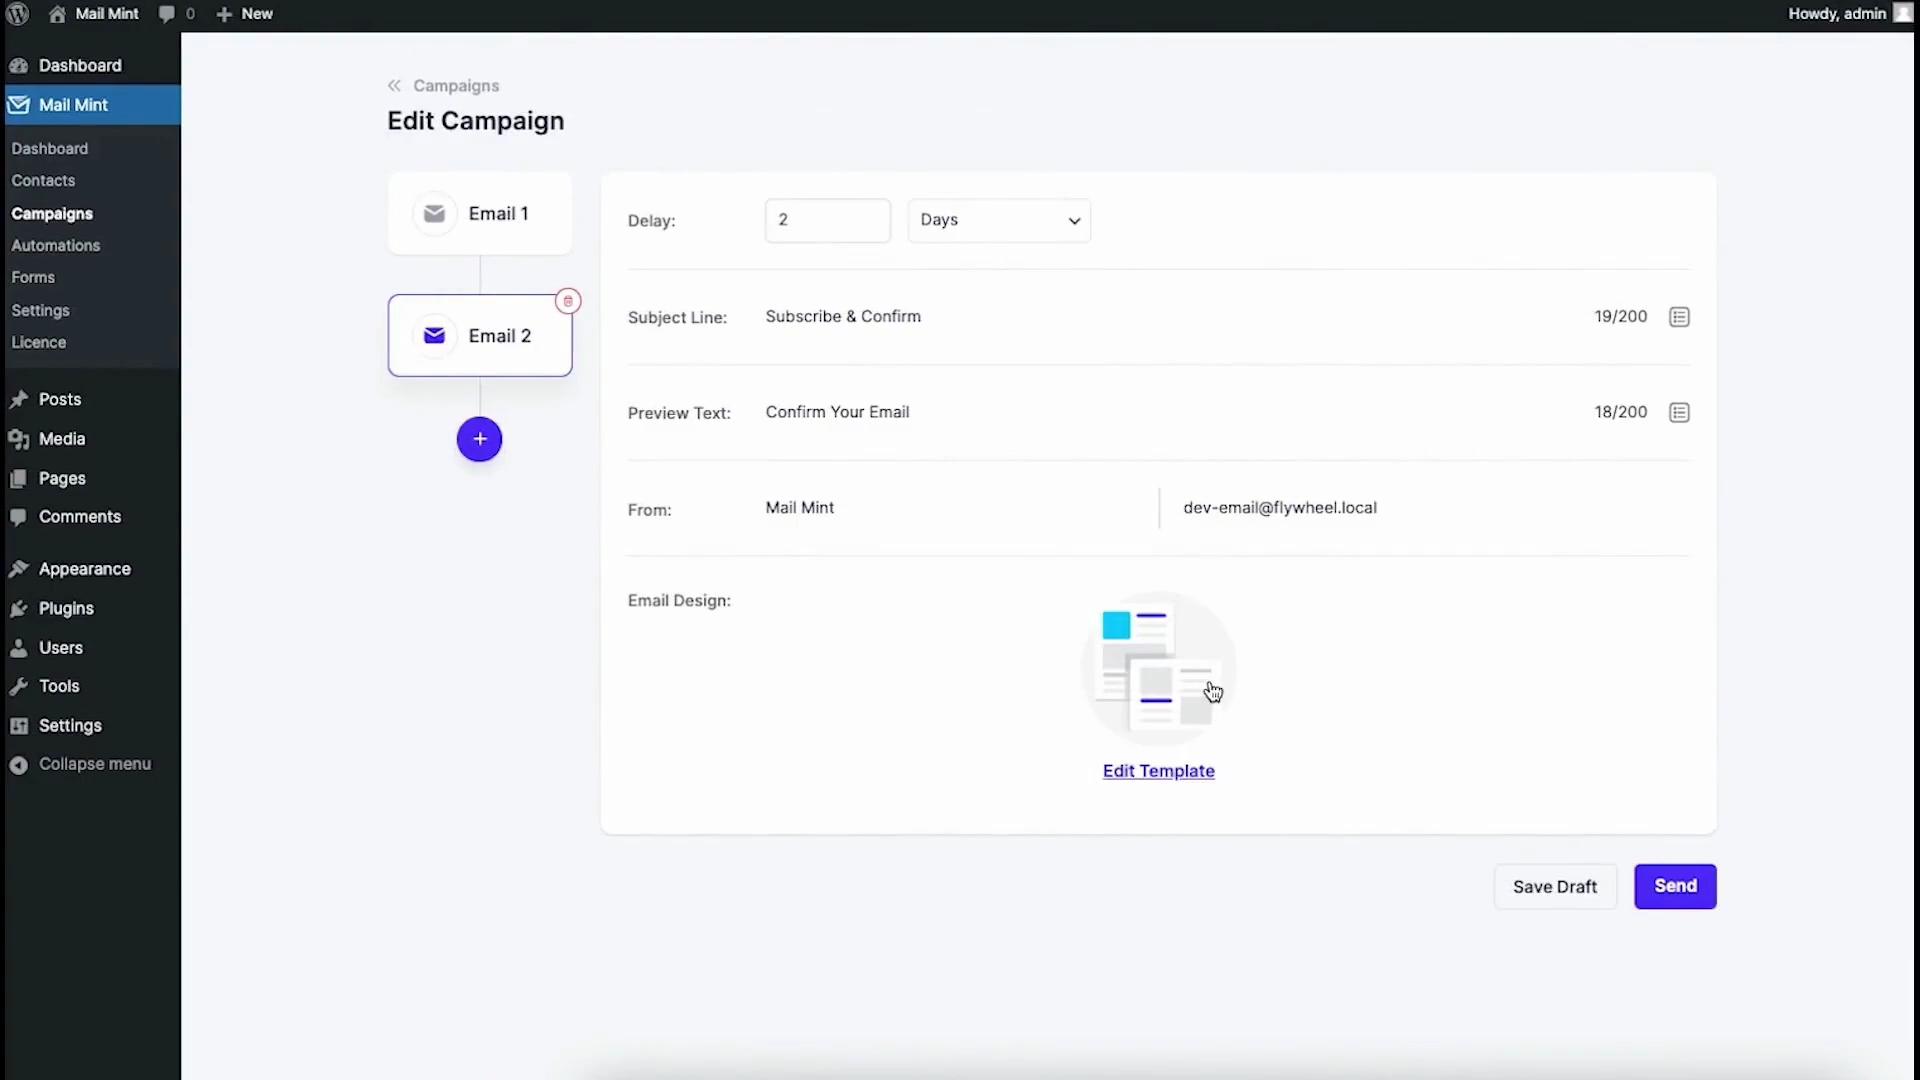 Mail Mint 0 New Howdy, admin
Dashboard
Mail Mint
Dashboard
Contacts
Campaigns
Automations
Forms
Settings
Licence
Posts
Media
Pages
Comments
Appearance
Plugins
Users
Tools
Settings
Collapse menu
Campaigns
Edit Campaign
Email 1
Email 2
Delay: 2 Days
Subject Line: Subscribe & Confirm 19/200
Preview Text: Confirm Your Email 18/200
From: Mail Mint dev-email@flywheel.local
Email Design:
Edit Template
Save Draft Send